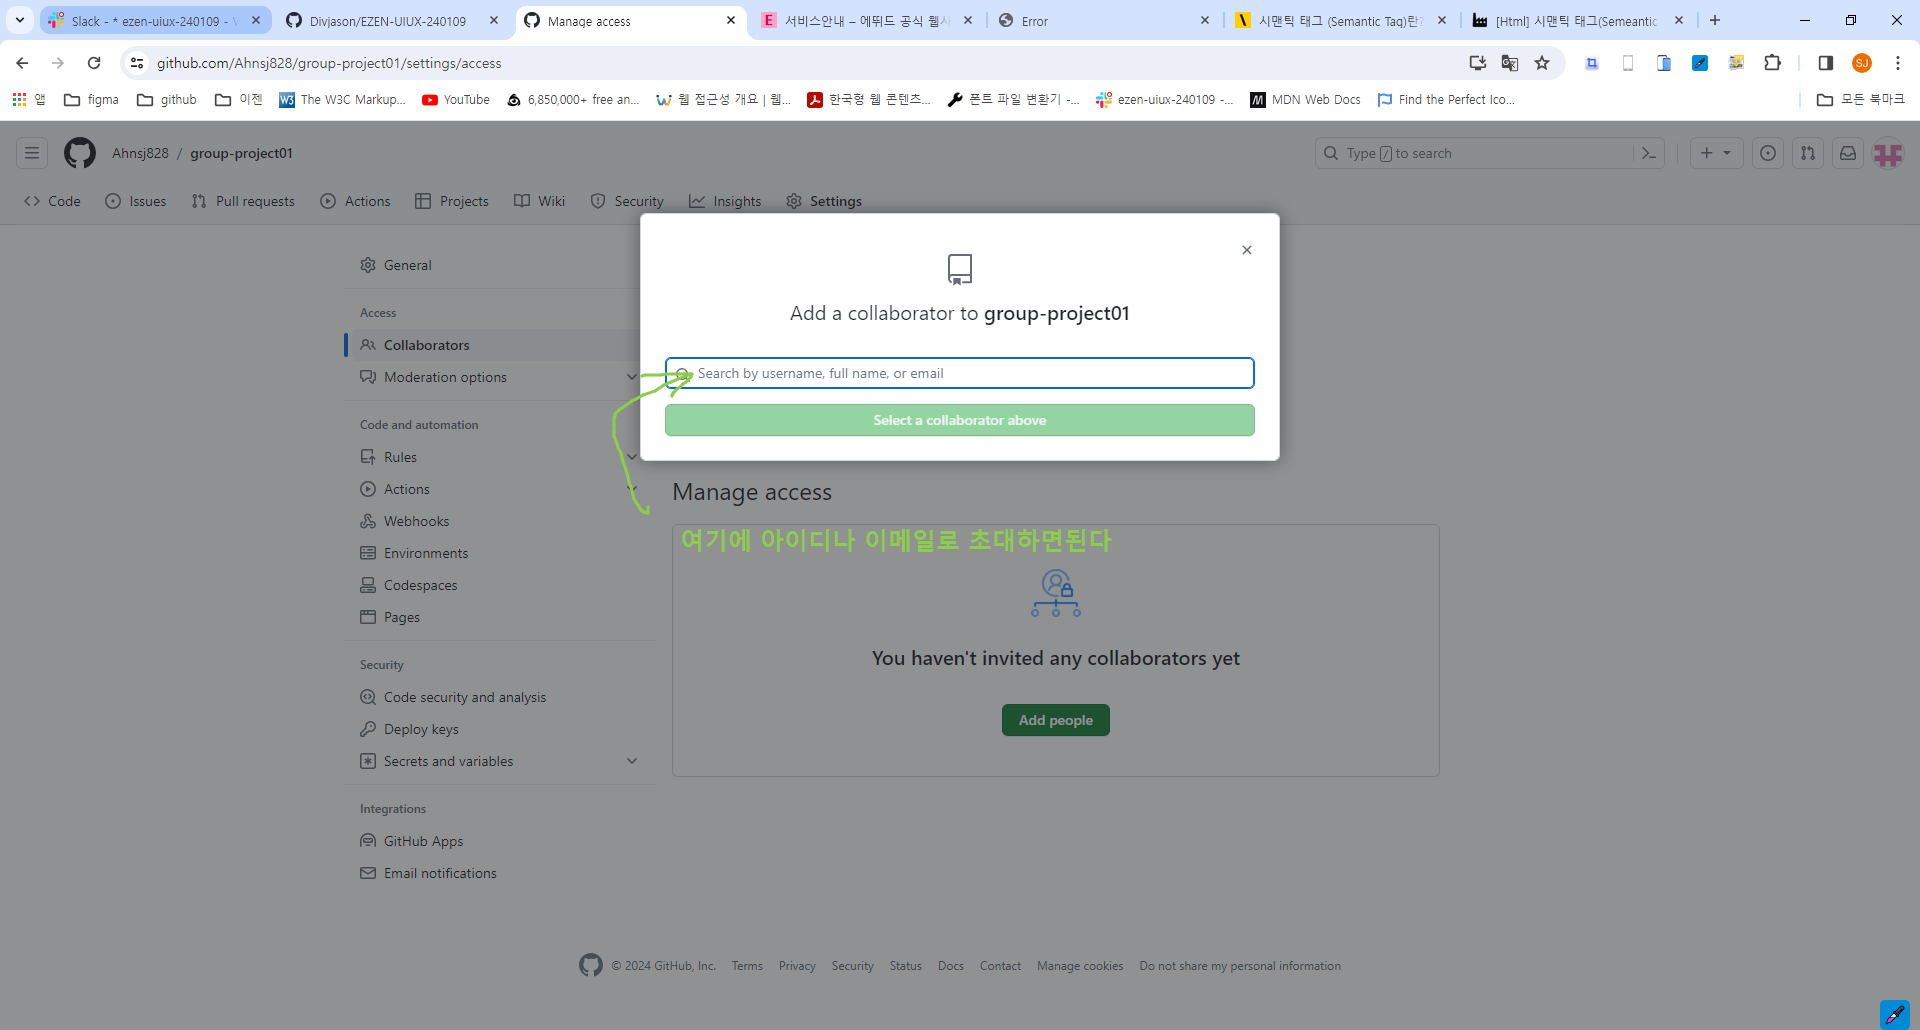 Slack - * ezen-uiux-240109 -
Divjason/EZEN-UIUX-240109
Manage access
서비스안내 – 에뛰드 공식 웹사
Error
시맨틱 태그 (Semantic Tag)란?
[Html] 시맨틱 태그(Semeantic
github.com/Ahnsj828/group-project01/settings/access
SJ
앱
figma
github
이젠
The W3C Markup...
YouTube
6,850,000+ free an...
웹 접근성 개요 | 웹...
한국형 웹 콘텐츠...
폰트 파일 변환기 -...
ezen-uiux-240109 -...
MDN Web Docs
Find the Perfect Ico...
모든 북마크
Ahnsj828 / group-project01
Type / to search
Code
Issues
Pull requests
Actions
Projects
Wiki
Security
Insights
Settings
General
Access
Collaborators
Moderation options
Code and automation
Rules
Actions
Webhooks
Environments
Codespaces
Pages
Security
Code security and analysis
Deploy keys
Secrets and variables
Integrations
GitHub Apps
Email notifications
Add a collaborator to group-project01
Search by username, full name, or email
Select a collaborator above
Manage access
여기에 아이디나 이메일로 초대하면된다
You haven't invited any collaborators yet
Add people
© 2024 GitHub, Inc.
Terms
Privacy
Security
Status
Docs
Contact
Manage cookies
Do not share my personal information